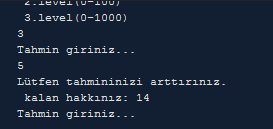 2.level(0-100)
3.level(0-1000)
3
Tahmin giriniz...
5
Lütfen tahmininizi arttırınız.
kalan hakkınız: 14
Tahmin giriniz...